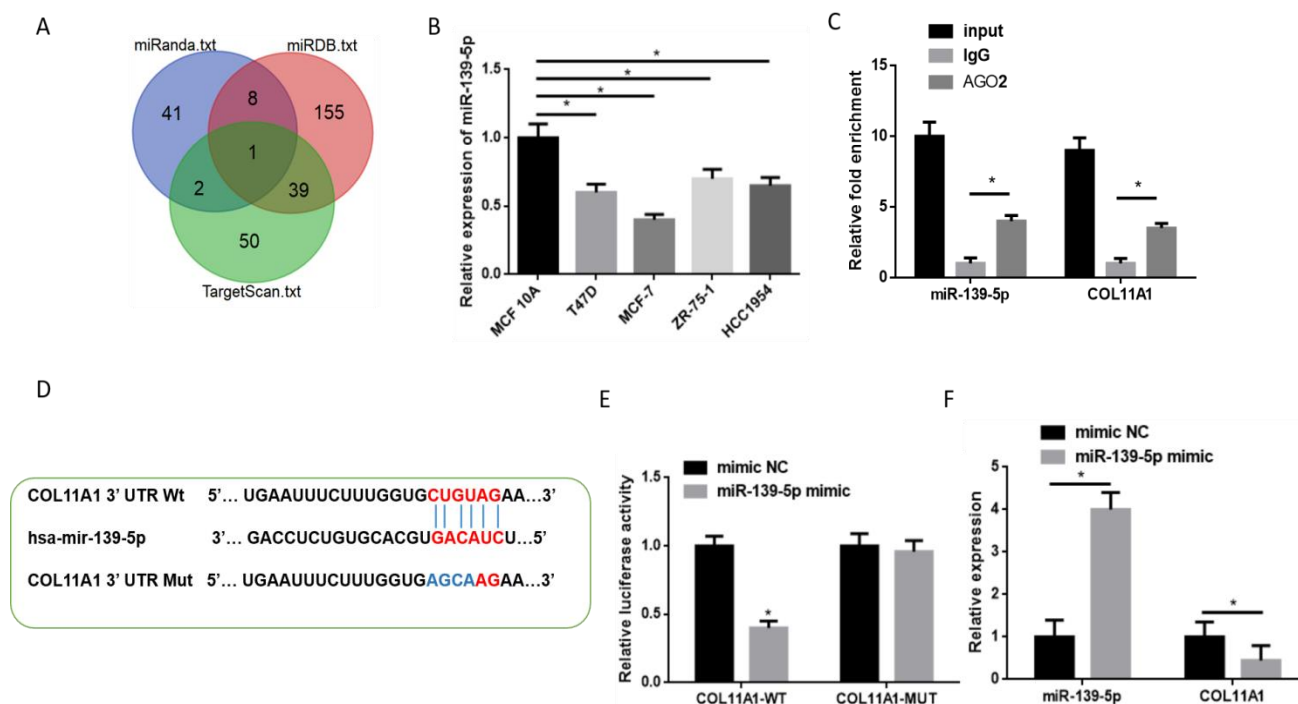 A
miRanda.txt
miRDB.txt
41
8
155
1
2
39
50
TargetScan.txt
B
Relative expression of miR-139-5p
1.5
1.0
0.5
0.0
*
*
*
*
MCF 10A
T47D
MCF-7
ZR-75-1
HCC1954
C
input
IgG
AGO2
Relative fold enrichment
15
10
5
0
*
*
miR-139-5p
COL11A1
D
COL11A1 3’ UTR Wt 5’... UGAAUUUCUUUGGUGCUGUAGAA...3’
hsa-mir-139-5p 3’... GACCUCUGUGCACGUGACAUCU...5’
COL11A1 3’ UTR Mut 5’... UGAAUUUCUUUGGUGAGCAAGAA...3’
E
mimic NC
miR-139-5p mimic
Relative luciferase activity
1.5
1.0
0.5
0.0
*
COL11A1-WT
COL11A1-MUT
F
mimic NC
miR-139-5p mimic
Relative expression
5
4
3
2
1
0
*
*
miR-139-5p
COL11A1